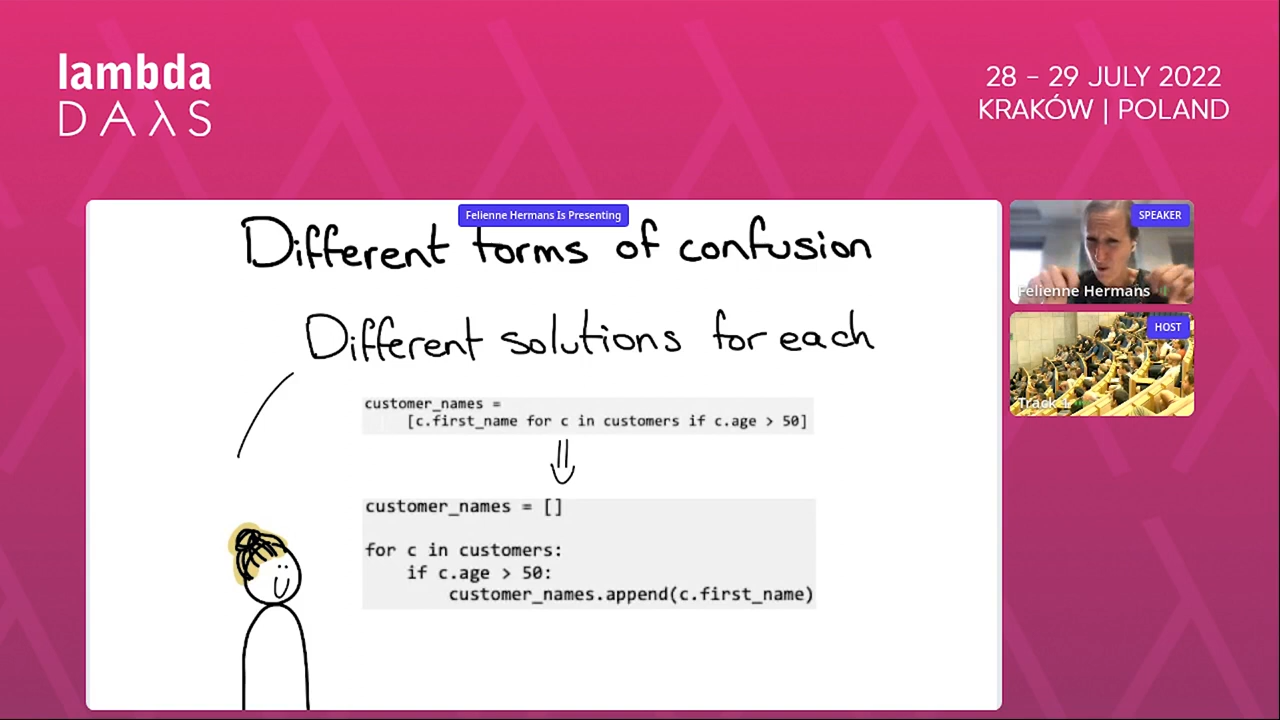 lambda
DAλS
28 – 29 JULY 2022
KRAKÓW | POLAND
Felienne Hermans Is Presenting
Different forms of confusion
Different solutions for each
customer_names =
[c.first_name for c in customers if c.age > 50]
customer_names = []
for c in customers:
if c.age > 50:
customer_names.append(c.first_name)
SPEAKER
Felienne Hermans
HOST
Track 1